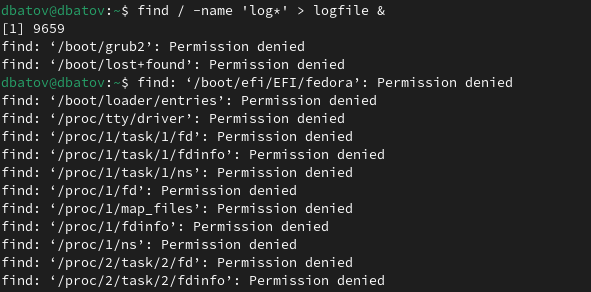 dbatov@dbatov:~$ find / -name 'log*' > logfile &
[1] 9659
find: ‘/boot/grub2’: Permission denied
find: ‘/boot/lost+found’: Permission denied
dbatov@dbatov:~$ find: ‘/boot/efi/EFI/fedora’: Permission denied
find: ‘/boot/loader/entries’: Permission denied
find: ‘/proc/tty/driver’: Permission denied
find: ‘/proc/1/task/1/fd’: Permission denied
find: ‘/proc/1/task/1/fdinfo’: Permission denied
find: ‘/proc/1/task/1/ns’: Permission denied
find: ‘/proc/1/fd’: Permission denied
find: ‘/proc/1/map_files’: Permission denied
find: ‘/proc/1/fdinfo’: Permission denied
find: ‘/proc/1/ns’: Permission denied
find: ‘/proc/2/task/2/fd’: Permission denied
find: ‘/proc/2/task/2/fdinfo’: Permission denied